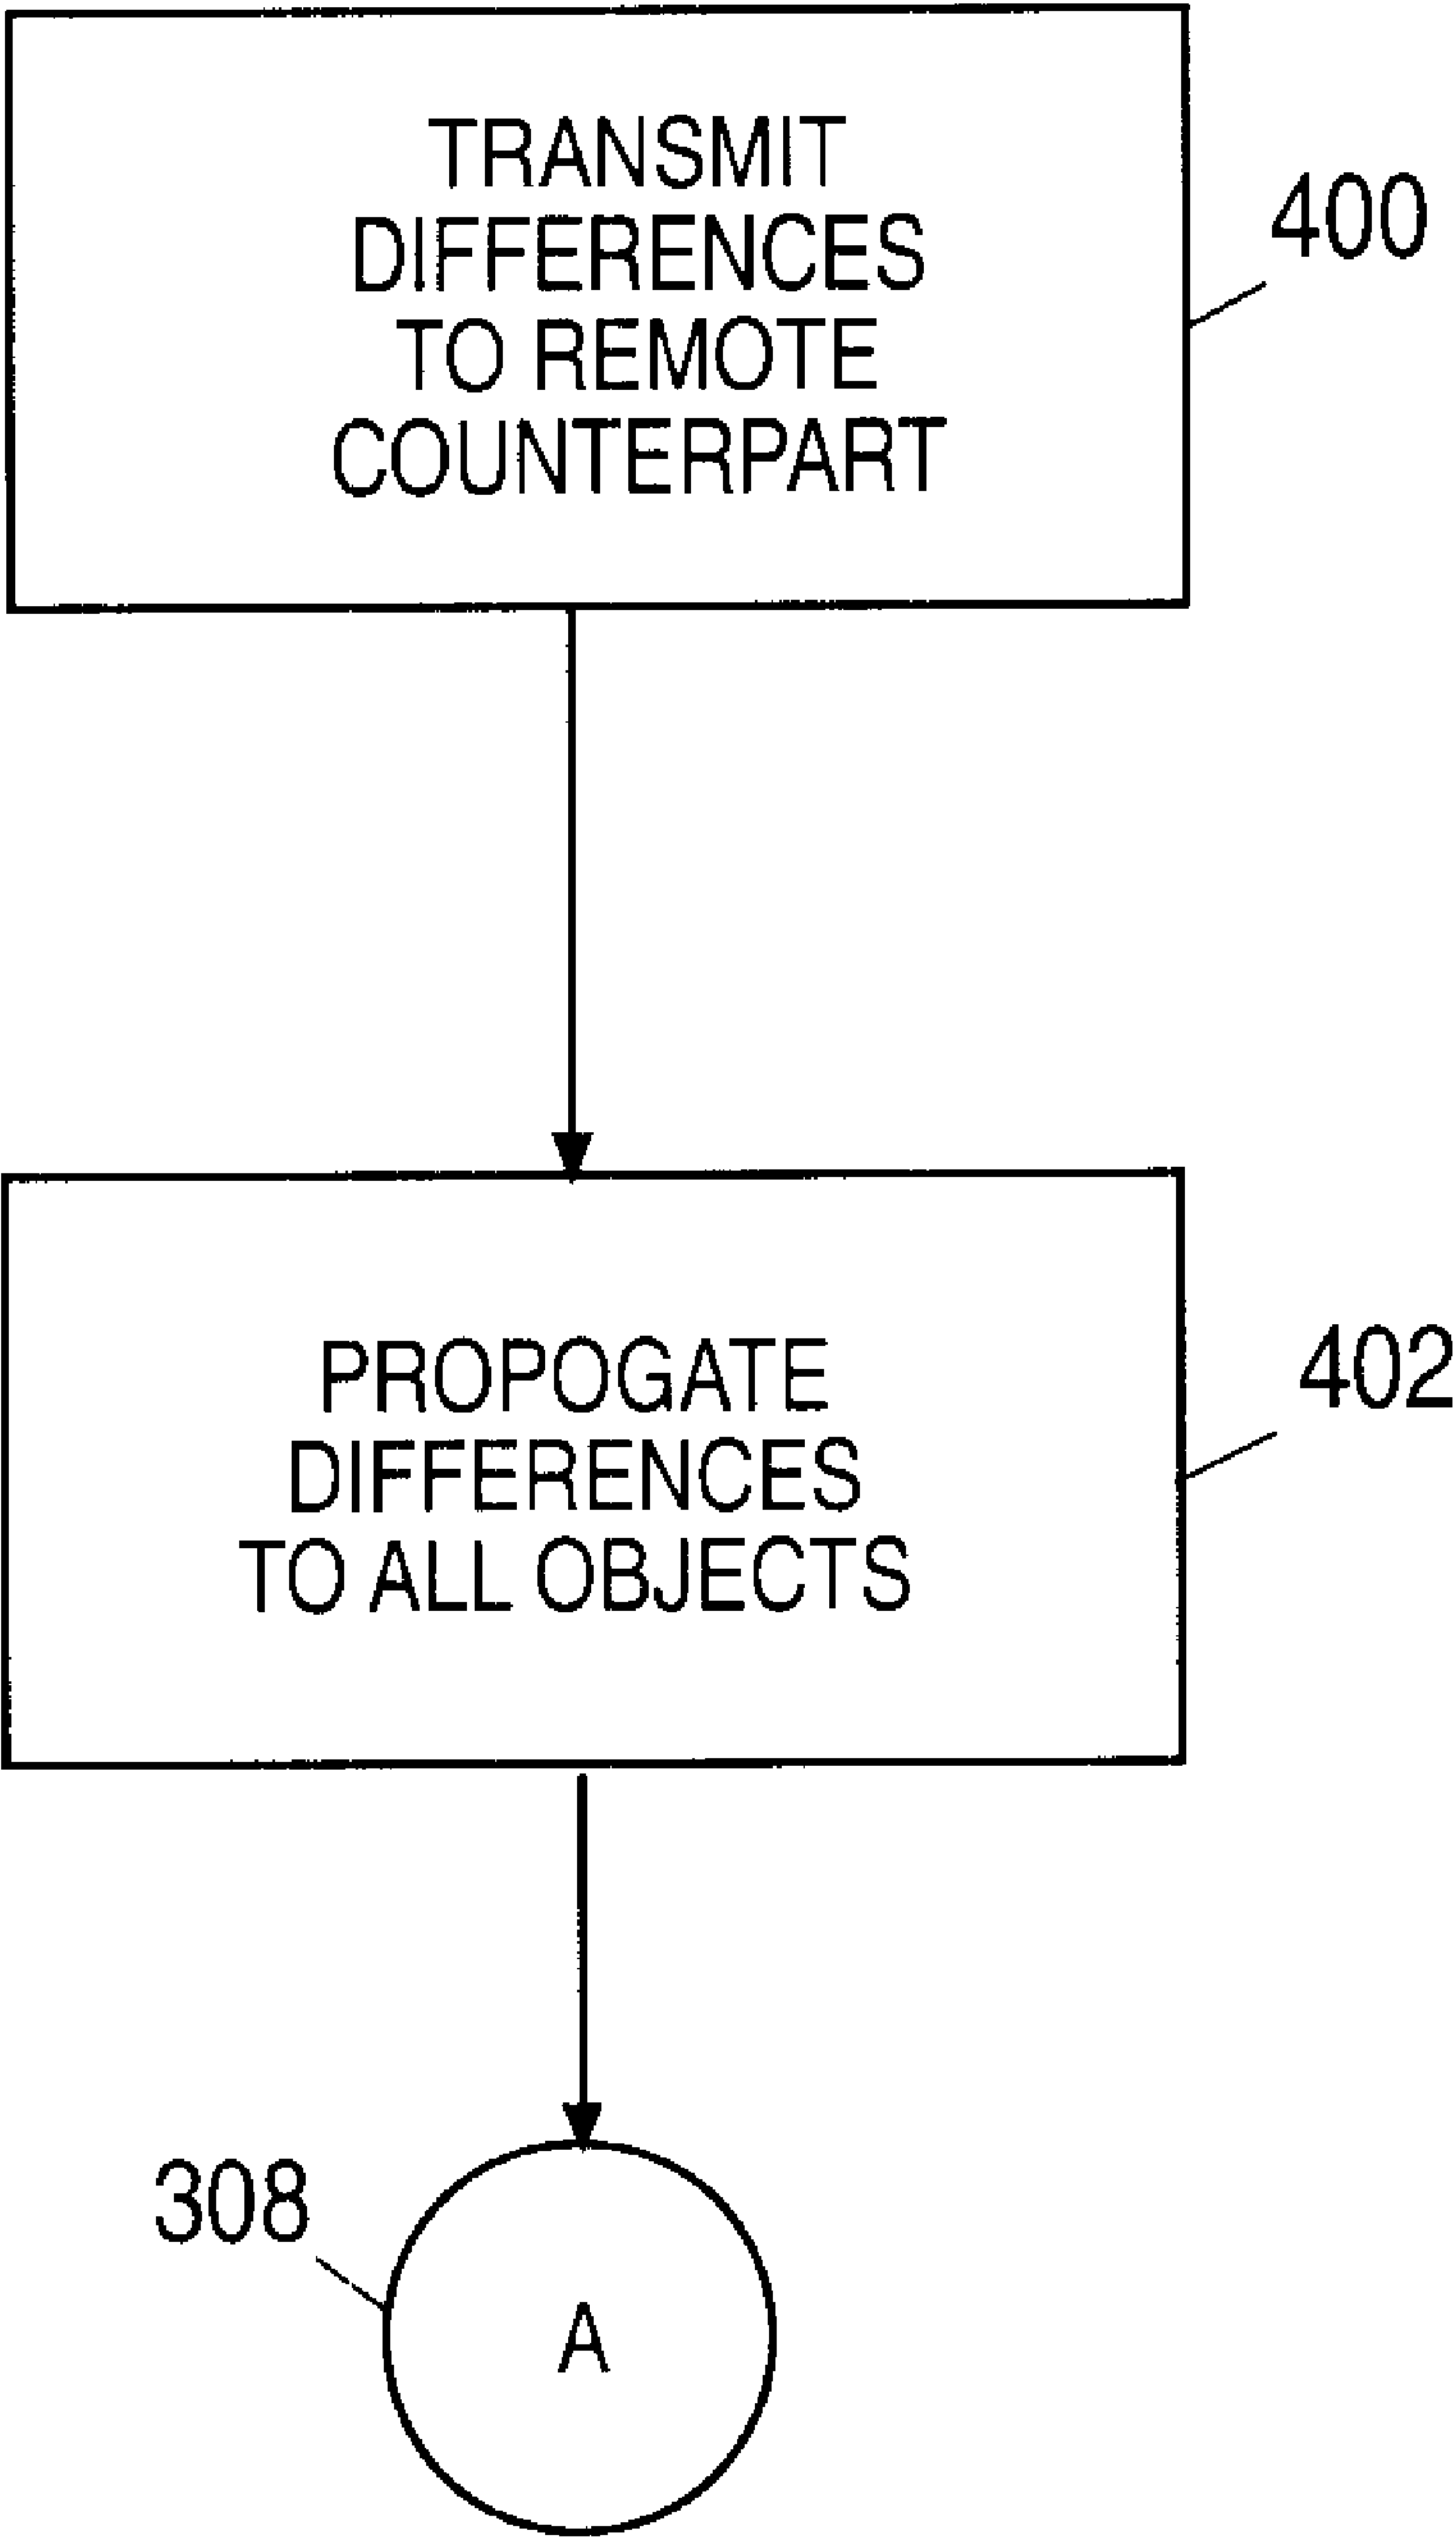 TRANSMIT
DIFFERENCES
TO REMOTE
COUNTERPART
400
PROPOGATE
DIFFERENCES
TO ALL OBJECTS
402
308
A